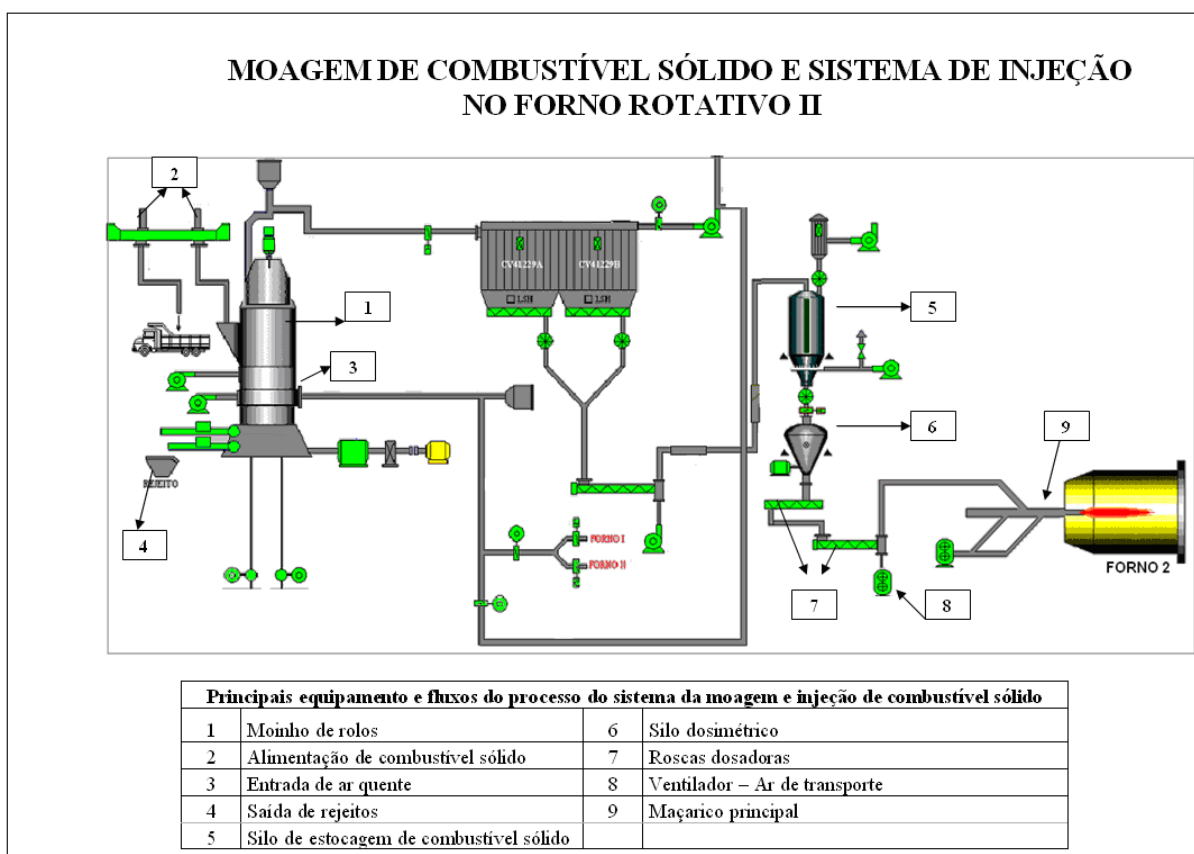 MOAGEM DE COMBUSTÍVEL SÓLIDO E SISTEMA DE INJEÇÃO
NO FORNO ROTATIVO II
2
CV41229A
CV41229B
LSH
LSH
1
5
3
6
9
REJEITO
4
FORNO I
FORNO II
FORNO 2
7
8
Principais equipamento e fluxos do processo do sistema da moagem e injeção de combustível sólido
1 Moinho de rolos 6 Silo dosimétrico
2 Alimentação de combustível sólido 7 Roscas dosadoras
3 Entrada de ar quente 8 Ventilador – Ar de transporte
4 Saída de rejeitos 9 Maçarico principal
5 Silo de estocagem de combustível sólido